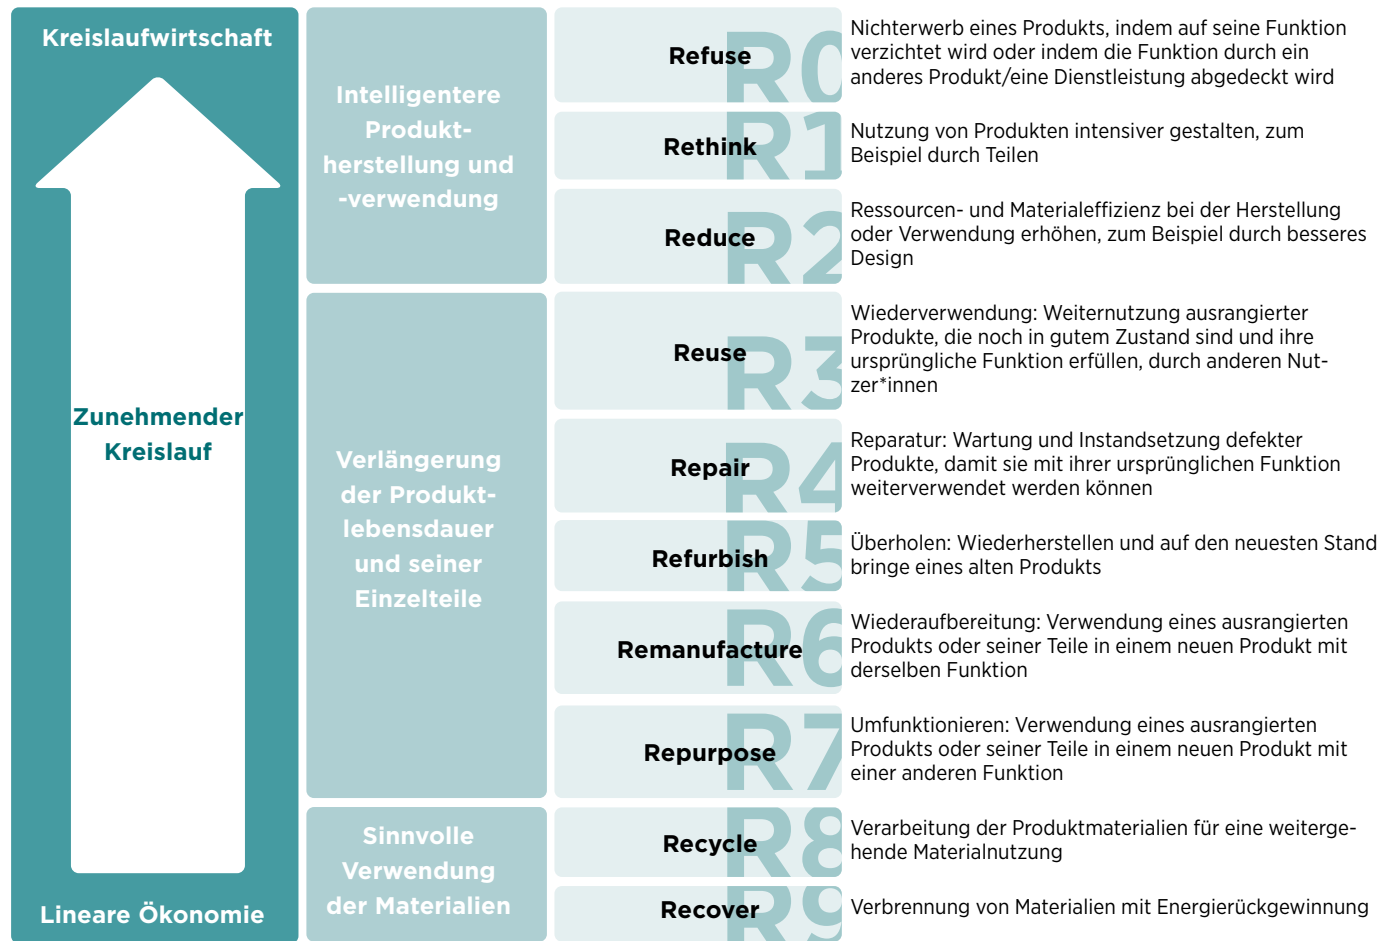 Kreislaufwirtschaft
Zunehmender
Kreislauf
Lineare Ökonomie
Intelligentere
Produkt-
herstellung und
-verwendung
Refuse
R0
Nichterwerb eines Produkts, indem auf seine Funktion
verzichtet wird oder indem die Funktion durch ein
anderes Produkt/eine Dienstleistung abgedeckt wird
Rethink
R1
Nutzung von Produkten intensiver gestalten, zum
Beispiel durch Teilen
Reduce
R2
Ressourcen- und Materialeffizienz bei der Herstellung
oder Verwendung erhöhen, zum Beispiel durch besseres
Design
Verlängerung
der Produkt-
lebensdauer
und seiner
Einzelteile
Reuse
R3
Wiederverwendung: Weiternutzung ausrangierter
Produkte, die noch in gutem Zustand sind und ihre
ursprüngliche Funktion erfüllen, durch anderen Nut-
zer*innen
Repair
R4
Reparatur: Wartung und Instandsetzung defekter
Produkte, damit sie mit ihrer ursprünglichen Funktion
weiterverwendet werden können
Refurbish
R5
Überholen: Wiederherstellen und auf den neuesten Stand
bringe eines alten Produkts
Remanufacture
R6
Wiederaufbereitung: Verwendung eines ausrangierten
Produkts oder seiner Teile in einem neuen Produkt mit
derselben Funktion
Repurpose
R7
Umfunktionieren: Verwendung eines ausrangierten
Produkts oder seiner Teile in einem neuen Produkt mit
einer anderen Funktion
Sinnvolle
Verwendung
der Materialien
Recycle
R8
Verarbeitung der Produktmaterialien für eine weiterge-
hende Materialnutzung
Recover
R9
Verbrennung von Materialien mit Energierückgewinnung